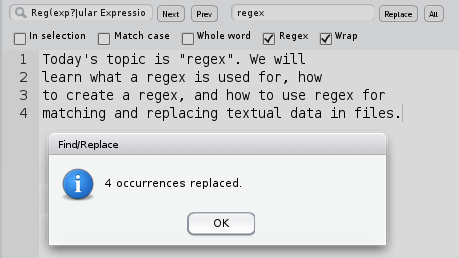 Reg(exp?|ular Expressio Next Prev regex Replace All
In selection Match case Whole word Regex Wrap
1 Today's topic is "regex". We will
2 learn what a regex is used for, how
3 to create a regex, and how to use regex for
4 matching and replacing textual data in files.
Find/Replace
i 4 occurrences replaced.
OK